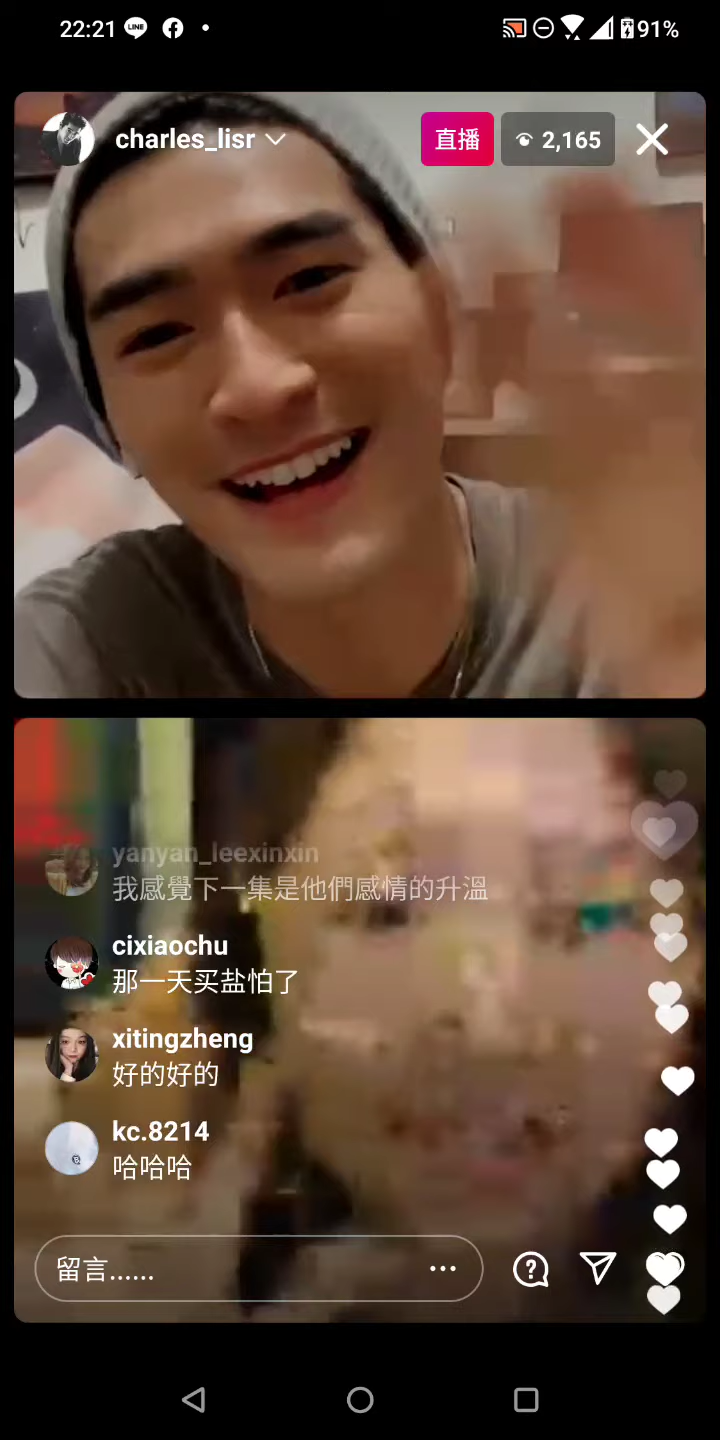 22:21
LINE
91%
charles_lisr
直播
2,165
yanyan_leexinxin
我感覺下一集是他們感情的升溫
cixiaochu
那一天买盐怕了
xitingzheng
好的好的
kc.8214
哈哈哈
留言......